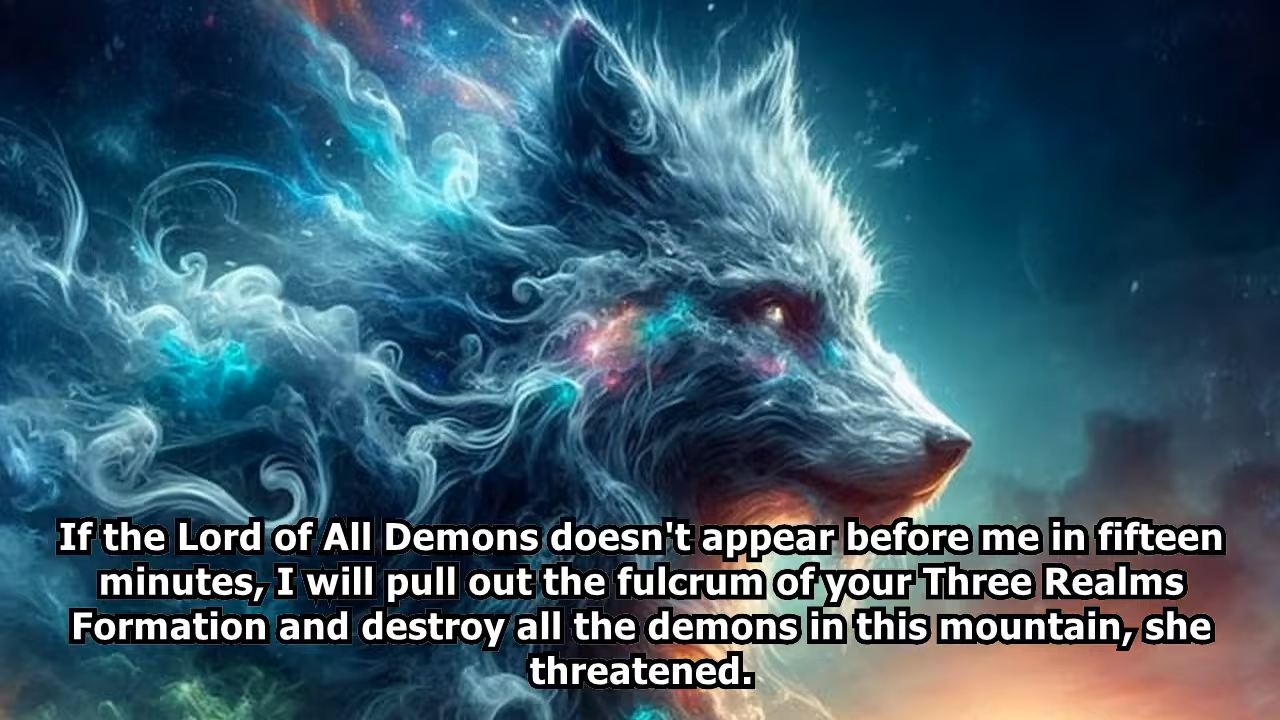 If the Lord of All Demons doesn't appear before me in fifteen
minutes, I will pull out the fulcrum of your Three Realms
Formation and destroy all the demons in this mountain, she
threatened.